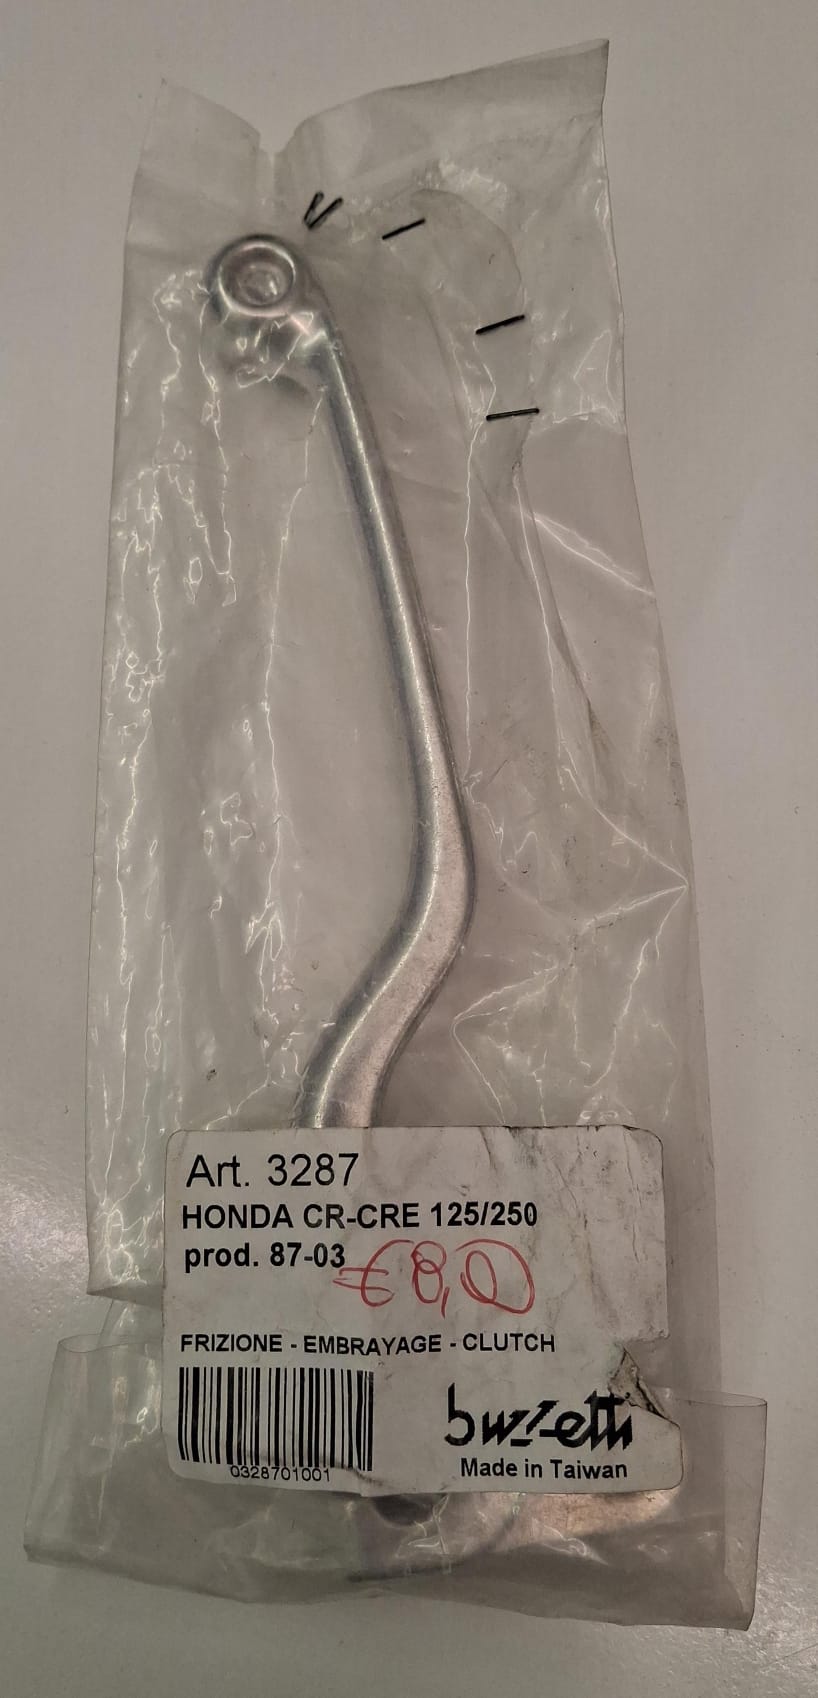 Art. 3287
HONDA CR-CRE 125/250
prod. 87-03 €8,0
FRIZIONE - EMBRAYAGE - CLUTCH
buzzetti
Made in Taiwan
0328701001